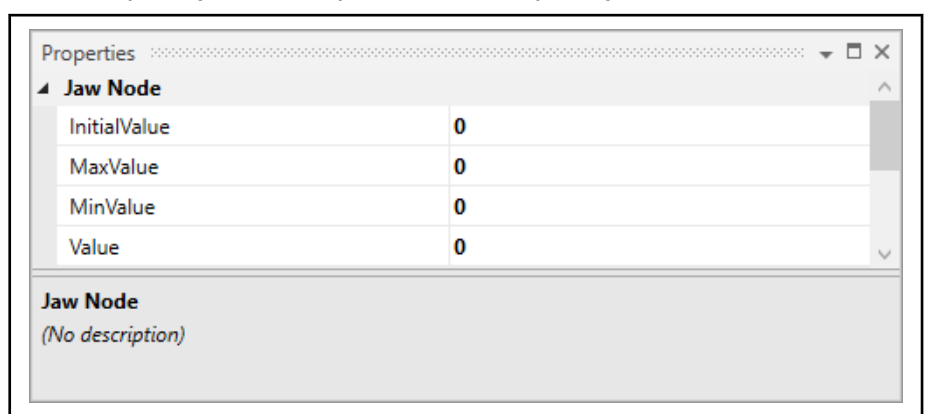 Properties
Jaw Node
InitialValue 0
MaxValue 0
MinValue 0
Value 0
Jaw Node
(No description)